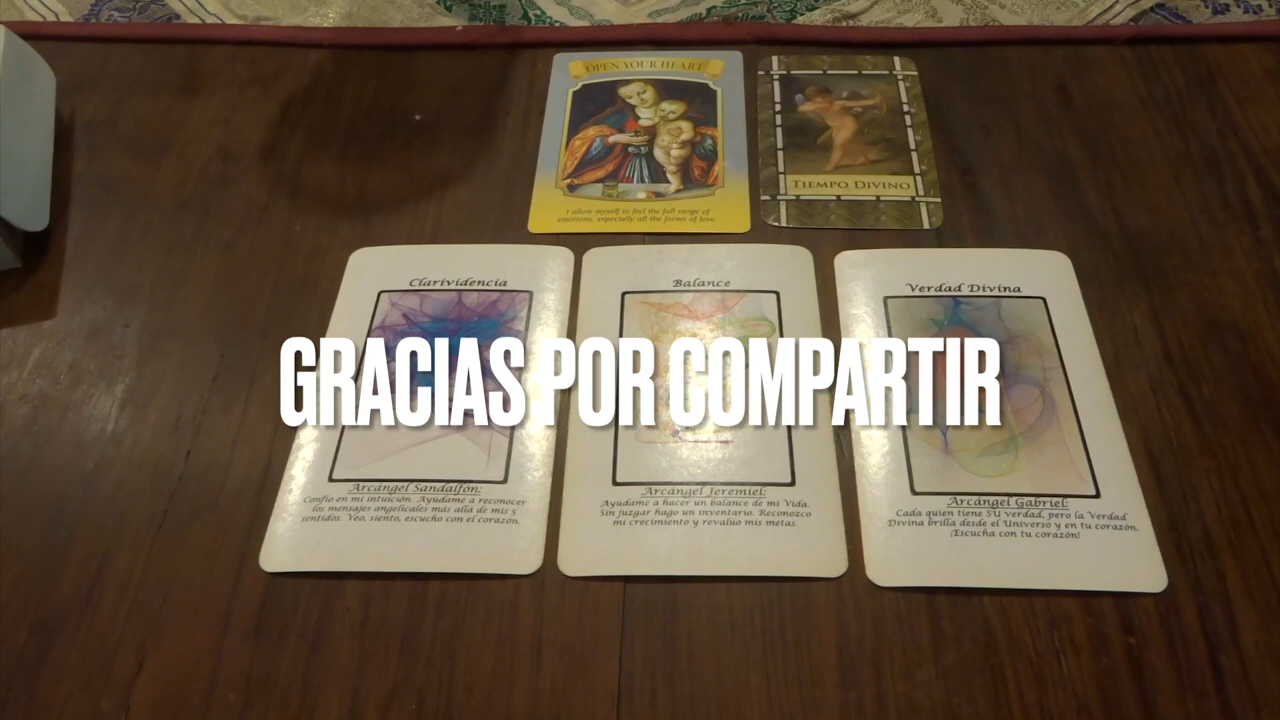 OPEN YOUR HEART
I allow myself to feel the full range of
emotions, especially all the forms of love.
TIEMPO DIVINO
Clarividencia
Arcángel Sandalfón:
Confío en mi intuición. Ayúdame a reconocer
los mensajes angelicales más allá de mis 5
sentidos. Veo, siento, escucho con el corazón.
Balance
Arcángel Jeremiel:
Ayúdame a hacer un balance de mi Vida.
Sin juzgar hago un inventario. Reconozco
mi crecimiento y revalúo mis metas.
Verdad Divina
Arcángel Gabriel:
Cada quien tiene SU verdad, pero la Verdad
Divina brilla desde el Universo y en tu corazón.
¡Escucha con tu corazón!
GRACIAS POR COMPARTIR